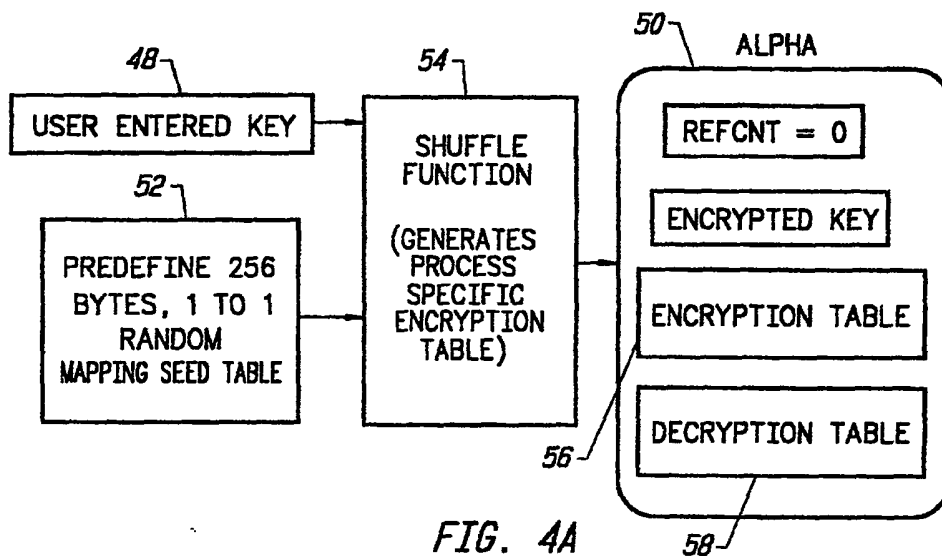 48
USER ENTERED KEY
52
PREDEFINE 256
BYTES, 1 TO 1
RANDOM
MAPPING SEED TABLE
54
SHUFFLE
FUNCTION
(GENERATES
PROCESS
SPECIFIC
ENCRYPTION
TABLE)
50
ALPHA
REFCNT = 0
ENCRYPTED KEY
ENCRYPTION TABLE
56
DECRYPTION TABLE
58
FIG. 4A